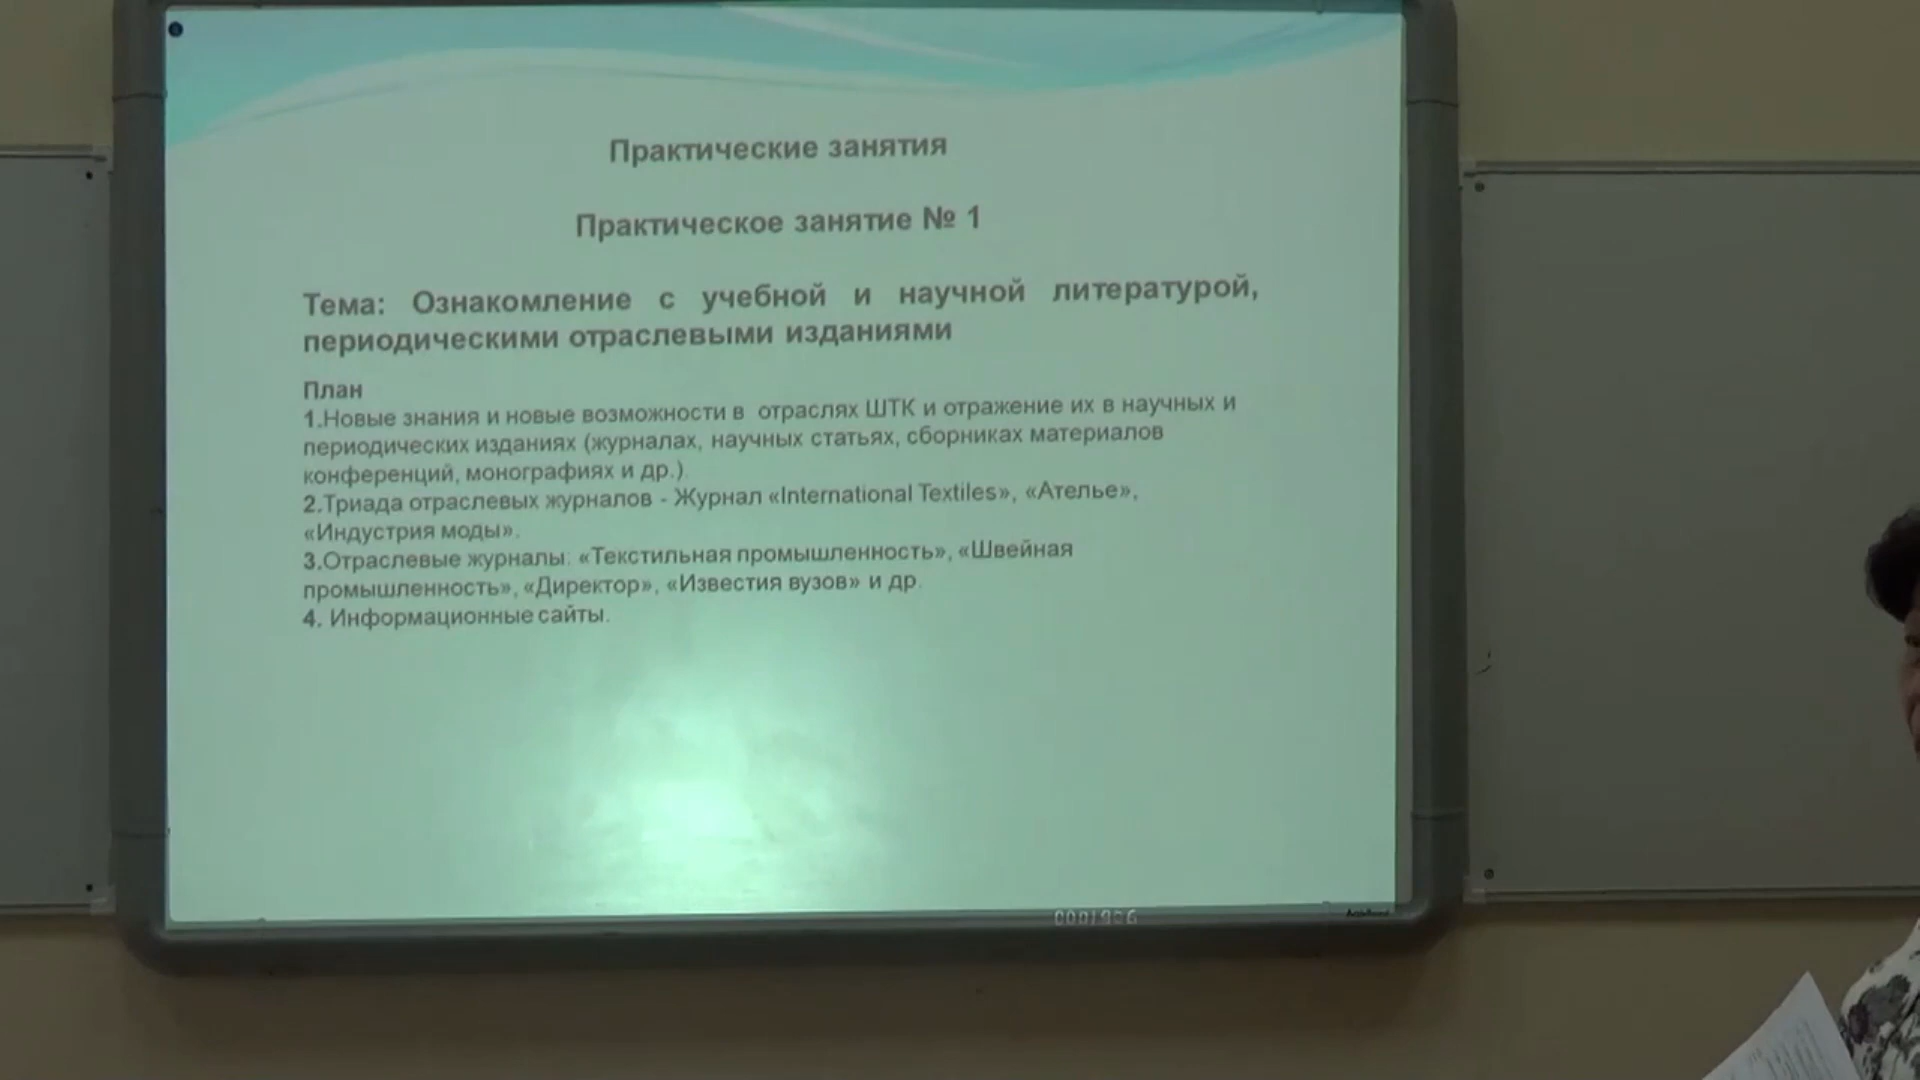 Практические занятия
Практическое занятие № 1
Тема: Ознакомление с учебной и научной литературой,
периодическими отраслевыми изданиями
План
1.Новые знания и новые возможности в отраслях ШТК и отражение их в научных и
периодических изданиях (журналах, научных статьях, сборниках материалов
конференций, монографиях и др.).
2.Триада отраслевых журналов - Журнал «International Textiles», «Ателье»,
«Индустрия моды».
3.Отраслевые журналы: «Текстильная промышленность», «Швейная
промышленность», «Директор», «Известия вузов» и др.
4. Информационные сайты.